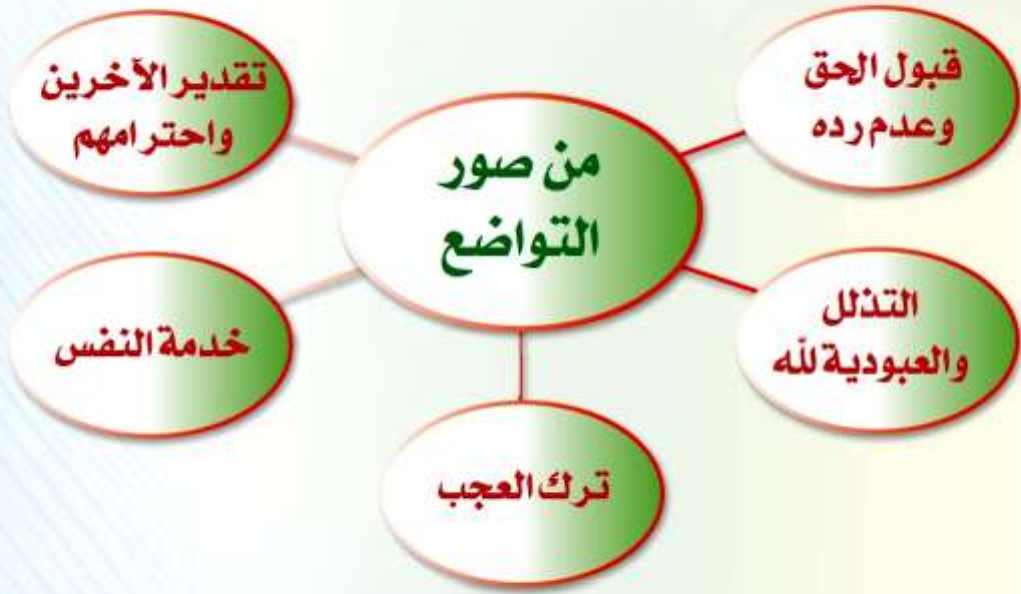 من صور
التواضع
قبول الحق
وعدم رده
التذلل
والعبودية لله
ترك العجب
خدمة النفس
تقدير الآخرين
واحترامهم